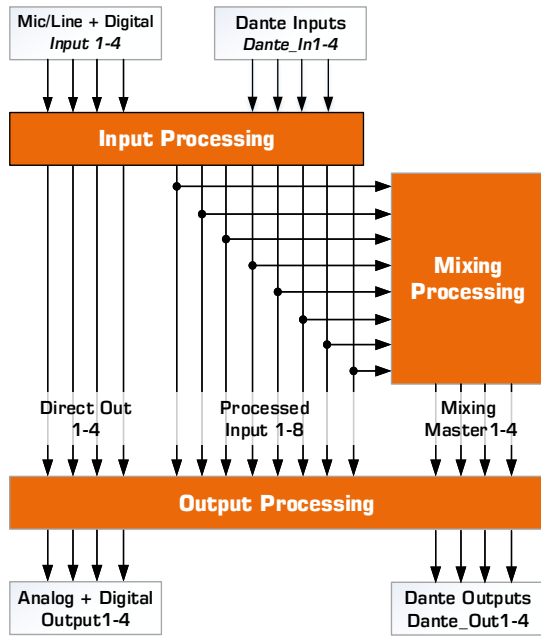 Mic/Line + Digital
Input 1-4
Dante Inputs
Dante_In1-4
Input Processing
Mixing
Processing
Direct Out
1-4
Processed
Input 1-8
Mixing
Master1-4
Output Processing
Analog + Digital
Output1-4
Dante Outputs
Dante_Out1-4